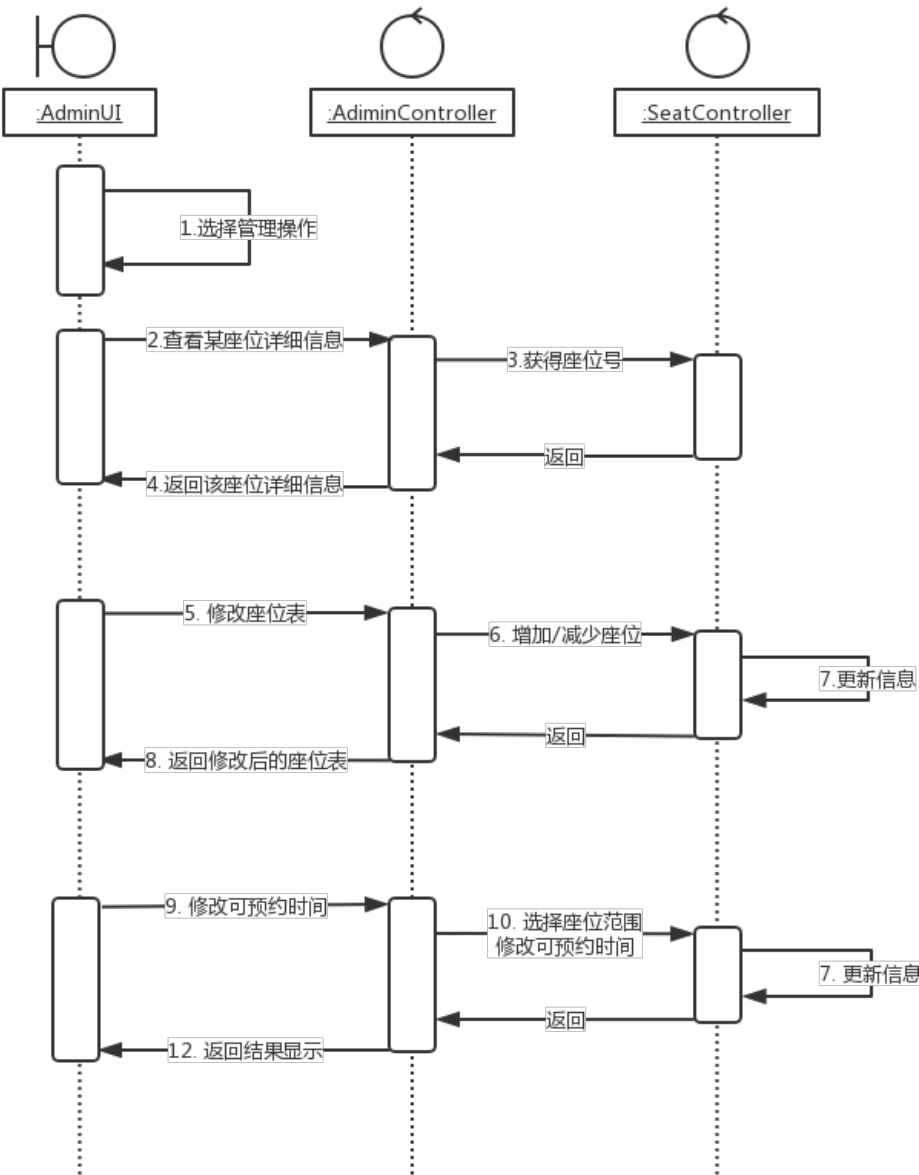 :AdminUI
:AdiminController
:SeatController
1.选择管理操作
2.查看某座位详细信息
3.获得座位号
返回
4.返回该座位详细信息
5. 修改座位表
6. 增加/减少座位
7.更新信息
返回
8. 返回修改后的座位表
9. 修改可预约时间
10. 选择座位范围
修改可预约时间
7. 更新信息
返回
12. 返回结果显示